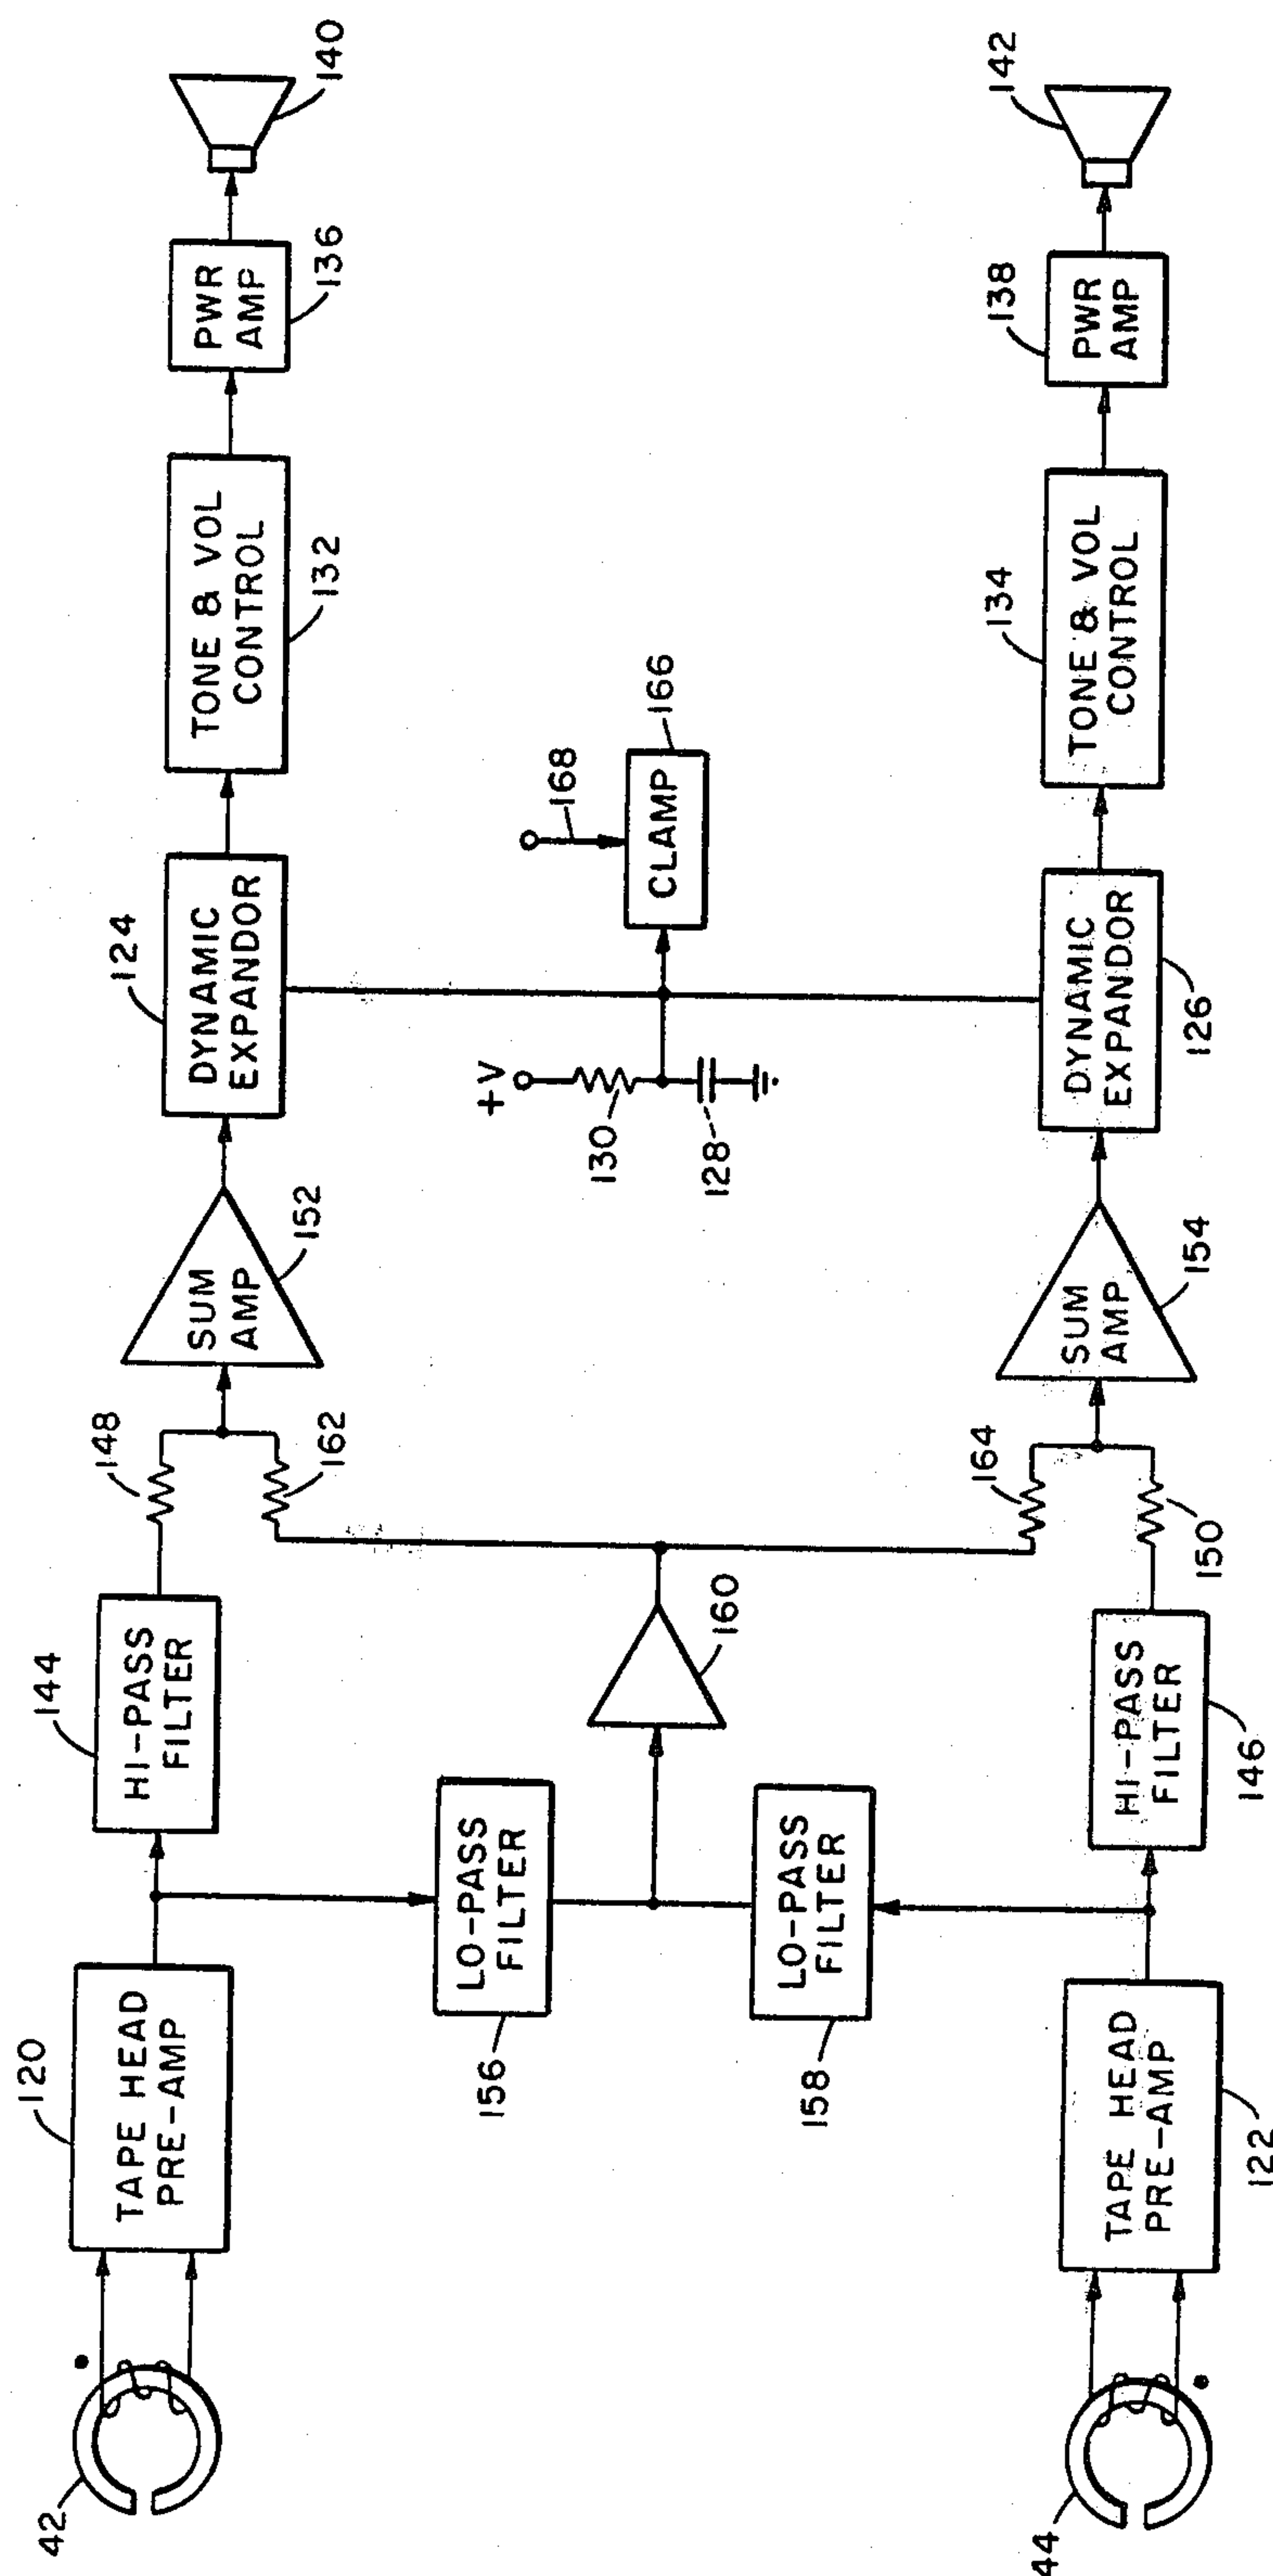 42
120
TAPE HEAD
PRE-AMP
144
HI-PASS
FILTER
148
162
SUM
AMP
152
124
DYNAMIC
EXPANDOR
TONE & VOL
CONTROL
132
PWR
AMP
136
140
LO-PASS
FILTER
156
160
+V
130
128
168
CLAMP
166
LO-PASS
FILTER
158
44
TAPE HEAD
PRE-AMP
122
HI-PASS
FILTER
146
164
150
SUM
AMP
154
DYNAMIC
EXPANDOR
126
134
TONE & VOL
CONTROL
138
PWR
AMP
142